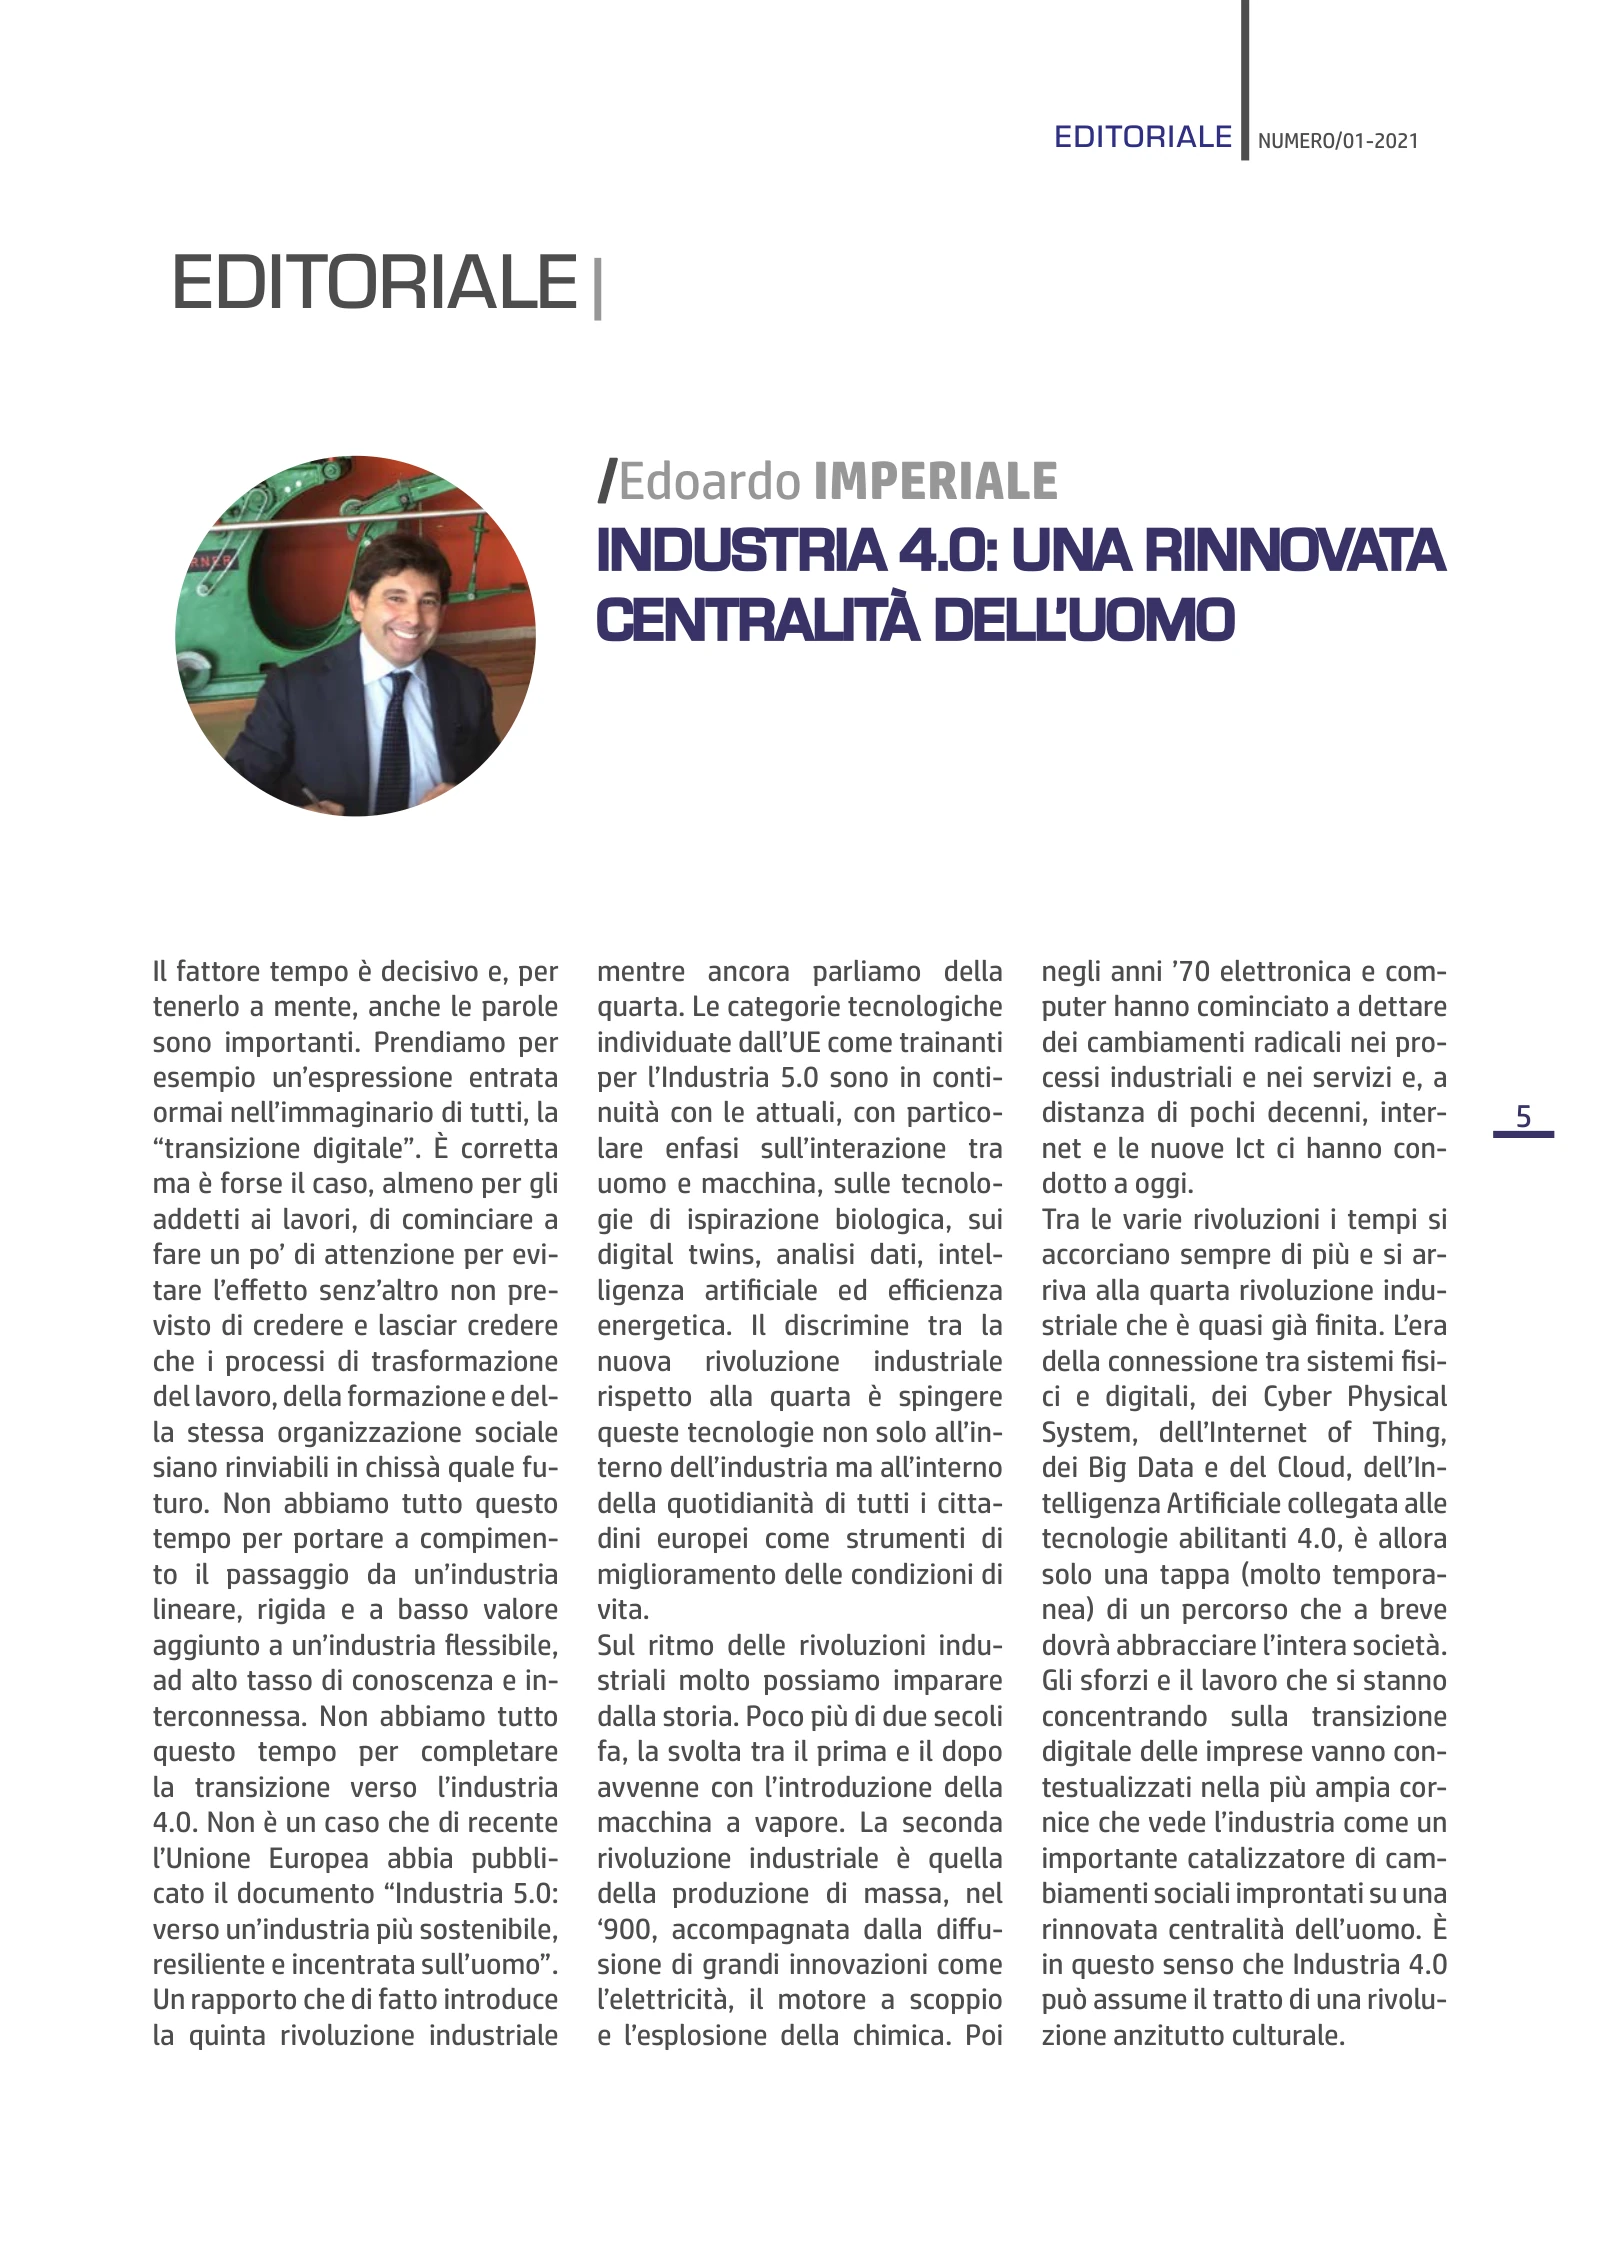 EDITORIALE
NUMERO/01-2021
EDITORIALE
RNER
/Edoardo IMPERIALE
INDUSTRIA 4.0: UNA RINNOVATA
CENTRALITÀ DELL’UOMO
Il fattore tempo è decisivo e, per
tenerlo a mente, anche le parole
sono importanti. Prendiamo per
esempio un’espressione entrata
ormai nell’immaginario di tutti, la
“transizione digitale”. È corretta
ma è forse il caso, almeno per gli
addetti ai lavori, di cominciare a
fare un po’ di attenzione per evi-
tare l’effetto senz’altro non pre-
visto di credere e lasciar credere
che i processi di trasformazione
del lavoro, della formazione e del-
la stessa organizzazione sociale
siano rinviabili in chissà quale fu-
turo. Non abbiamo tutto questo
tempo per portare a compimen-
to il passaggio da un’industria
lineare, rigida e a basso valore
aggiunto a un’industria flessibile,
ad alto tasso di conoscenza e in-
terconnessa. Non abbiamo tutto
questo tempo per completare
la transizione verso l’industria
4.0. Non è un caso che di recente
l’Unione Europea abbia pubbli-
cato il documento “Industria 5.0:
verso un’industria più sostenibile,
resiliente e incentrata sull’uomo”.
Un rapporto che di fatto introduce
la quinta rivoluzione industriale
mentre ancora parliamo della
quarta. Le categorie tecnologiche
individuate dall’UE come trainanti
per l’Industria 5.0 sono in conti-
nuità con le attuali, con partico-
lare enfasi sull’interazione tra
uomo e macchina, sulle tecnolo-
gie di ispirazione biologica, sui
digital twins, analisi dati, intel-
ligenza artificiale ed efficienza
energetica. Il discrimine tra la
nuova rivoluzione industriale
rispetto alla quarta è spingere
queste tecnologie non solo all’in-
terno dell’industria ma all’interno
della quotidianità di tutti i citta-
dini europei come strumenti di
miglioramento delle condizioni di
vita.
Sul ritmo delle rivoluzioni indu-
striali molto possiamo imparare
dalla storia. Poco più di due secoli
fa, la svolta tra il prima e il dopo
avvenne con l’introduzione della
macchina a vapore. La seconda
rivoluzione industriale è quella
della produzione di massa, nel
‘900, accompagnata dalla diffu-
sione di grandi innovazioni come
l’elettricità, il motore a scoppio
e l’esplosione della chimica. Poi
negli anni ’70 elettronica e com-
puter hanno cominciato a dettare
dei cambiamenti radicali nei pro-
cessi industriali e nei servizi e, a
distanza di pochi decenni, inter-
net e le nuove Ict ci hanno con-
dotto a oggi.
Tra le varie rivoluzioni i tempi si
accorciano sempre di più e si ar-
riva alla quarta rivoluzione indu-
striale che è quasi già finita. L’era
della connessione tra sistemi fisi-
ci e digitali, dei Cyber Physical
System, dell’Internet of Thing,
dei Big Data e del Cloud, dell’In-
telligenza Artificiale collegata alle
tecnologie abilitanti 4.0, è allora
solo una tappa (molto tempora-
nea) di un percorso che a breve
dovrà abbracciare l’intera società.
Gli sforzi e il lavoro che si stanno
concentrando sulla transizione
digitale delle imprese vanno con-
testualizzati nella più ampia cor-
nice che vede l’industria come un
importante catalizzatore di cam-
biamenti sociali improntati su una
rinnovata centralità dell’uomo. È
in questo senso che Industria 4.0
può assume il tratto di una rivolu-
zione anzitutto culturale.
5